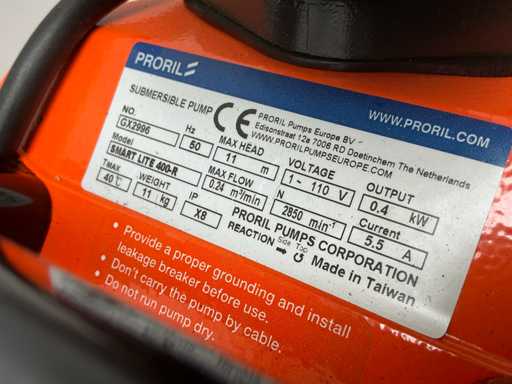 PRORIL
WWW.PRORIL.COM
SUBMERSIBLE PUMP CE PRORIL Pumps Europe BV -
Edisonstraat 12a 7006 RD Doetinchem The Netherlands
WWW.PRORILPUMPSEUROPE.COM
NO. GX2996 Hz 50 MAX HEAD 11 m VOLTAGE 1~ 110 V OUTPUT 0.4 kW
Model SMART LITE 400-R MAX FLOW 0.24 m³/min N 2850 min⁻¹ Current 5.5 A
TMAX 40℃ WEIGHT 11 kg IP X8 PRORIL PUMPS CORPORATION
REACTION Side Top Made in Taiwan
• Provide a proper grounding and install
leakage breaker before use.
• Don't carry the pump by cable.
• Do not run pump dry.